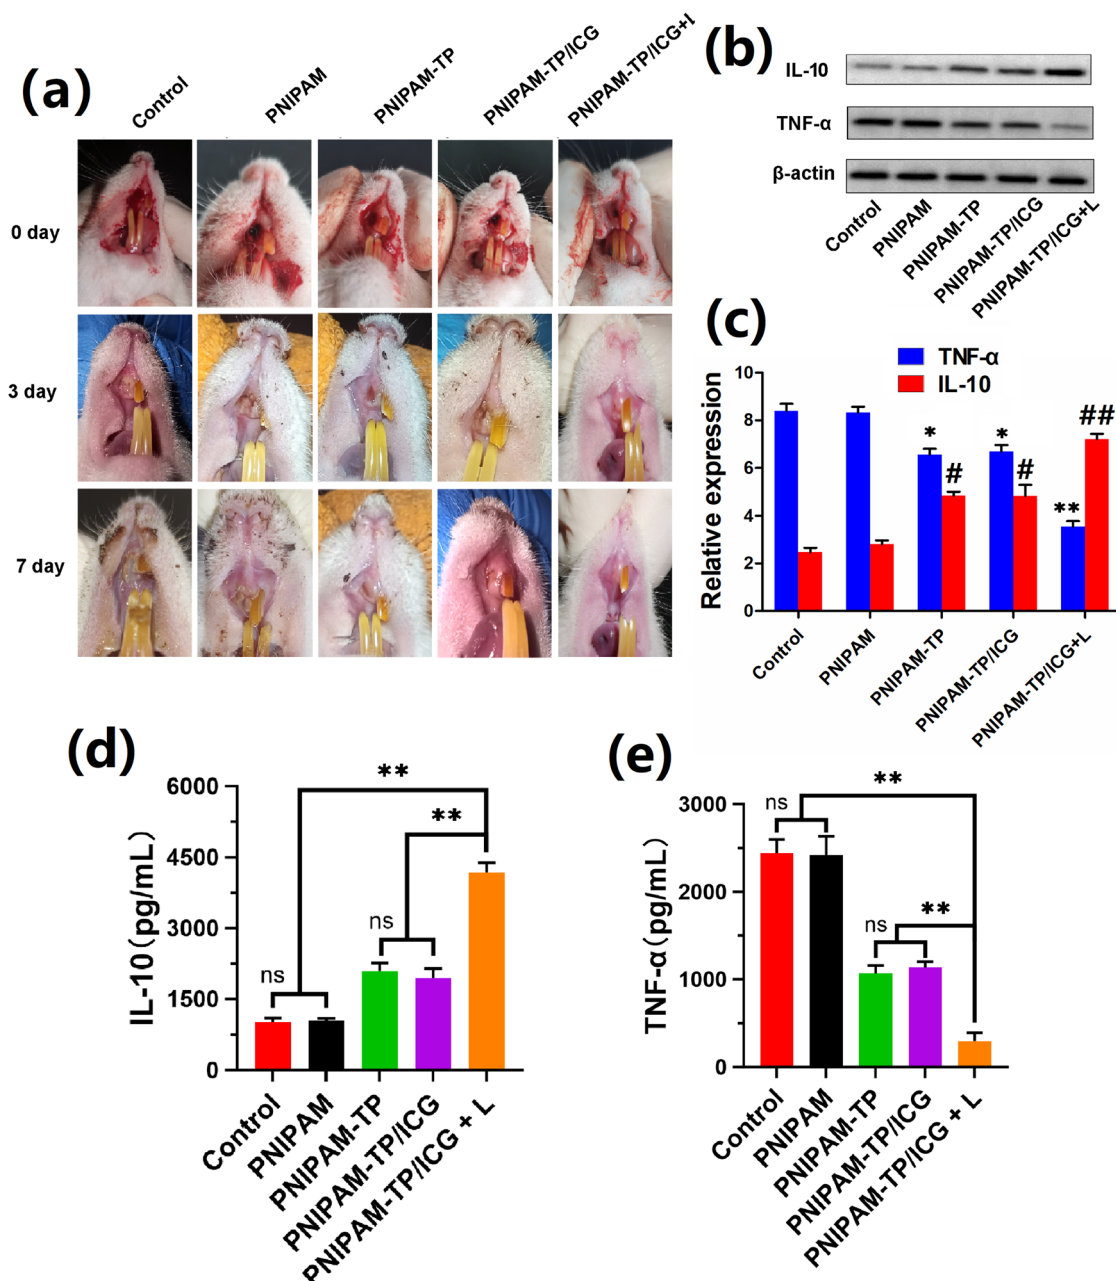 (a)
Control
PNIPAM
PNIPAM-TP
PNIPAM-TP/ICG
PNIPAM-TP/ICG+L
0 day
3 day
7 day
(b)
IL-10
TNF-α
β-actin
Control
PNIPAM
PNIPAM-TP
PNIPAM-TP/ICG
PNIPAM-TP/ICG+L
(c)
TNF-α
IL-10
Relative expression
10
8
6
4
2
0
*
#
*
#
**
##
Control
PNIPAM
PNIPAM-TP
PNIPAM-TP/ICG
PNIPAM-TP/ICG+L
(d)
IL-10(pg/mL)
6000
4500
3000
1500
0
**
**
ns
ns
Control
PNIPAM
PNIPAM-TP
PNIPAM-TP/ICG
PNIPAM-TP/ICG + L
(e)
TNF-α(pg/mL)
3000
2000
1000
0
ns
**
ns
**
Control
PNIPAM
PNIPAM-TP
PNIPAM-TP/ICG
PNIPAM-TP/ICG + L